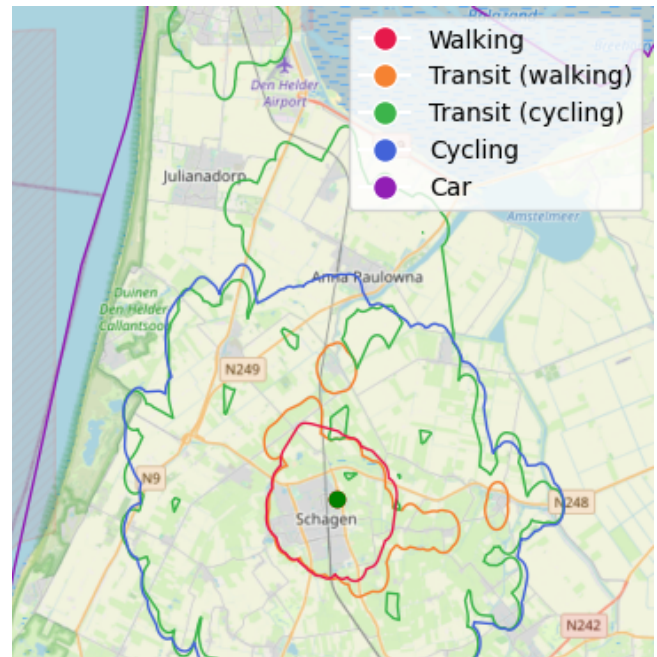 Walking
Transit (walking)
Transit (cycling)
Cycling
Car
Den Helder
Airport
Julianadorp
Amstelmeer
Anna Paulowna
Duinen
Den Helder
Callantsoog
N249
N9
N248
Schagen
N242